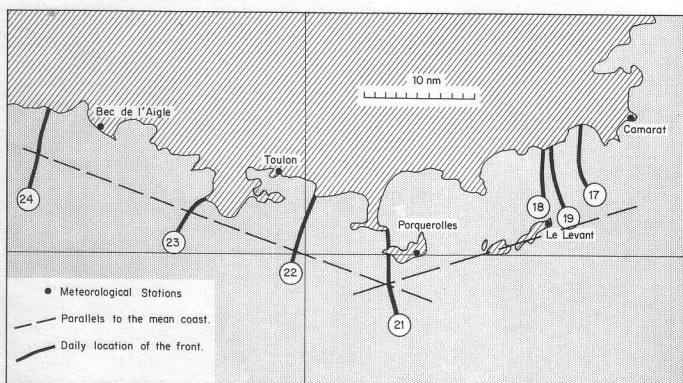 10 nm
Bec de l'Aigle
Camarat
Toulon
17
24
18
19
Porquerolles
Le Levant
23
22
Meteorological Stations
Parallels to the mean coast.
21
Daily location of the front.